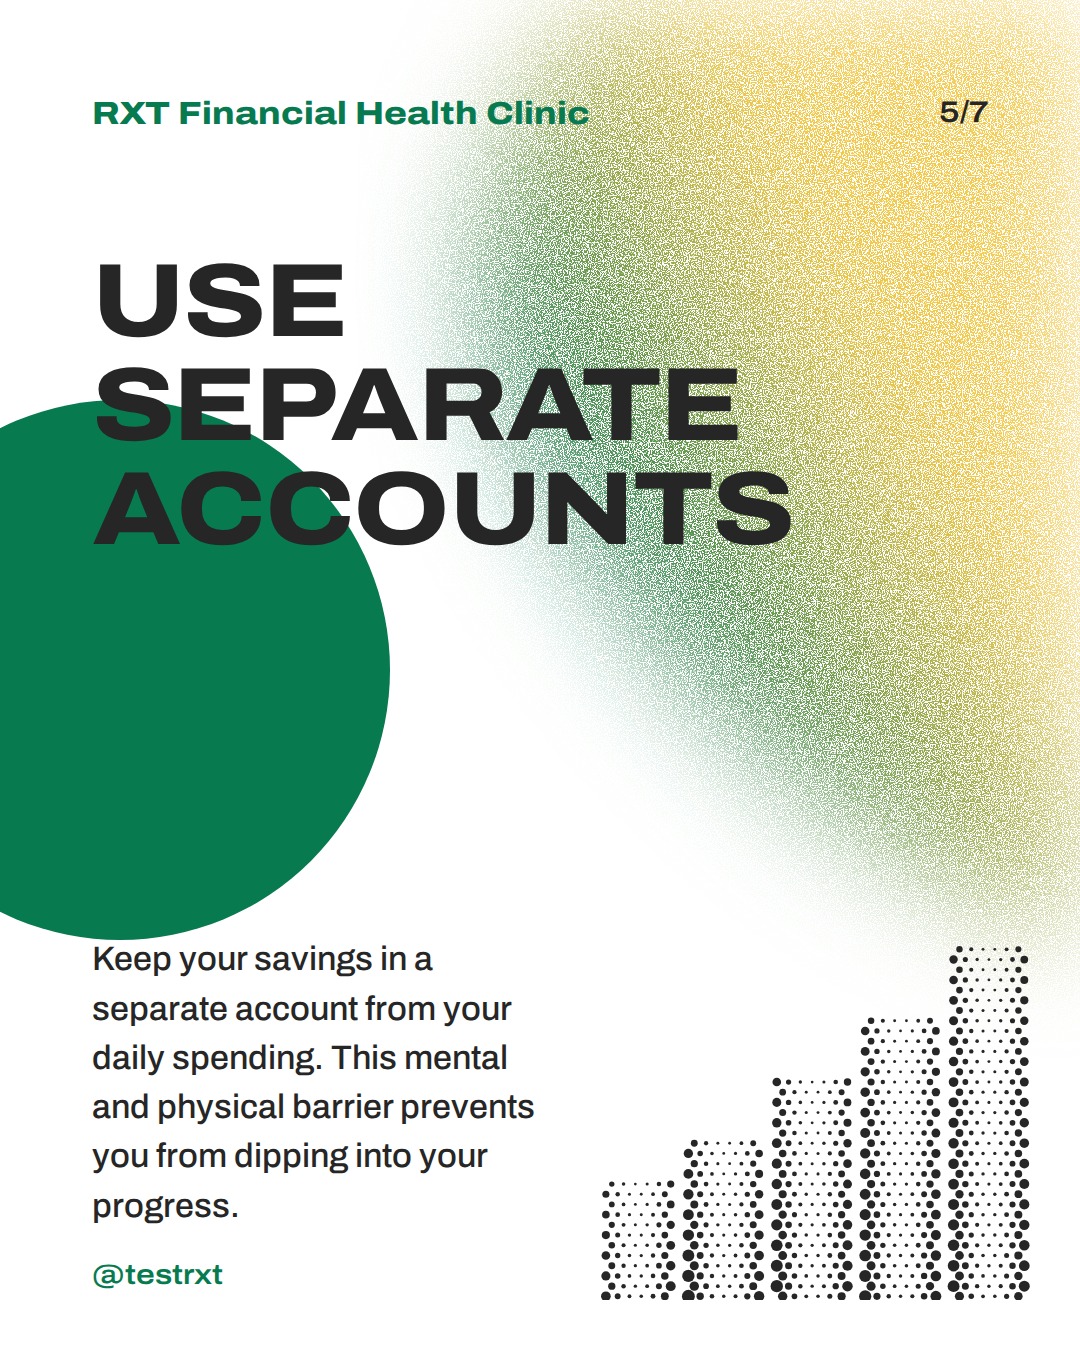 RXT Financial Health Clinic
5/7
USE
SEPARATE
ACCOUNTS
Keep your savings in a
separate account from your
daily spending. This mental
and physical barrier prevents
you from dipping into your
progress.
@testrxt